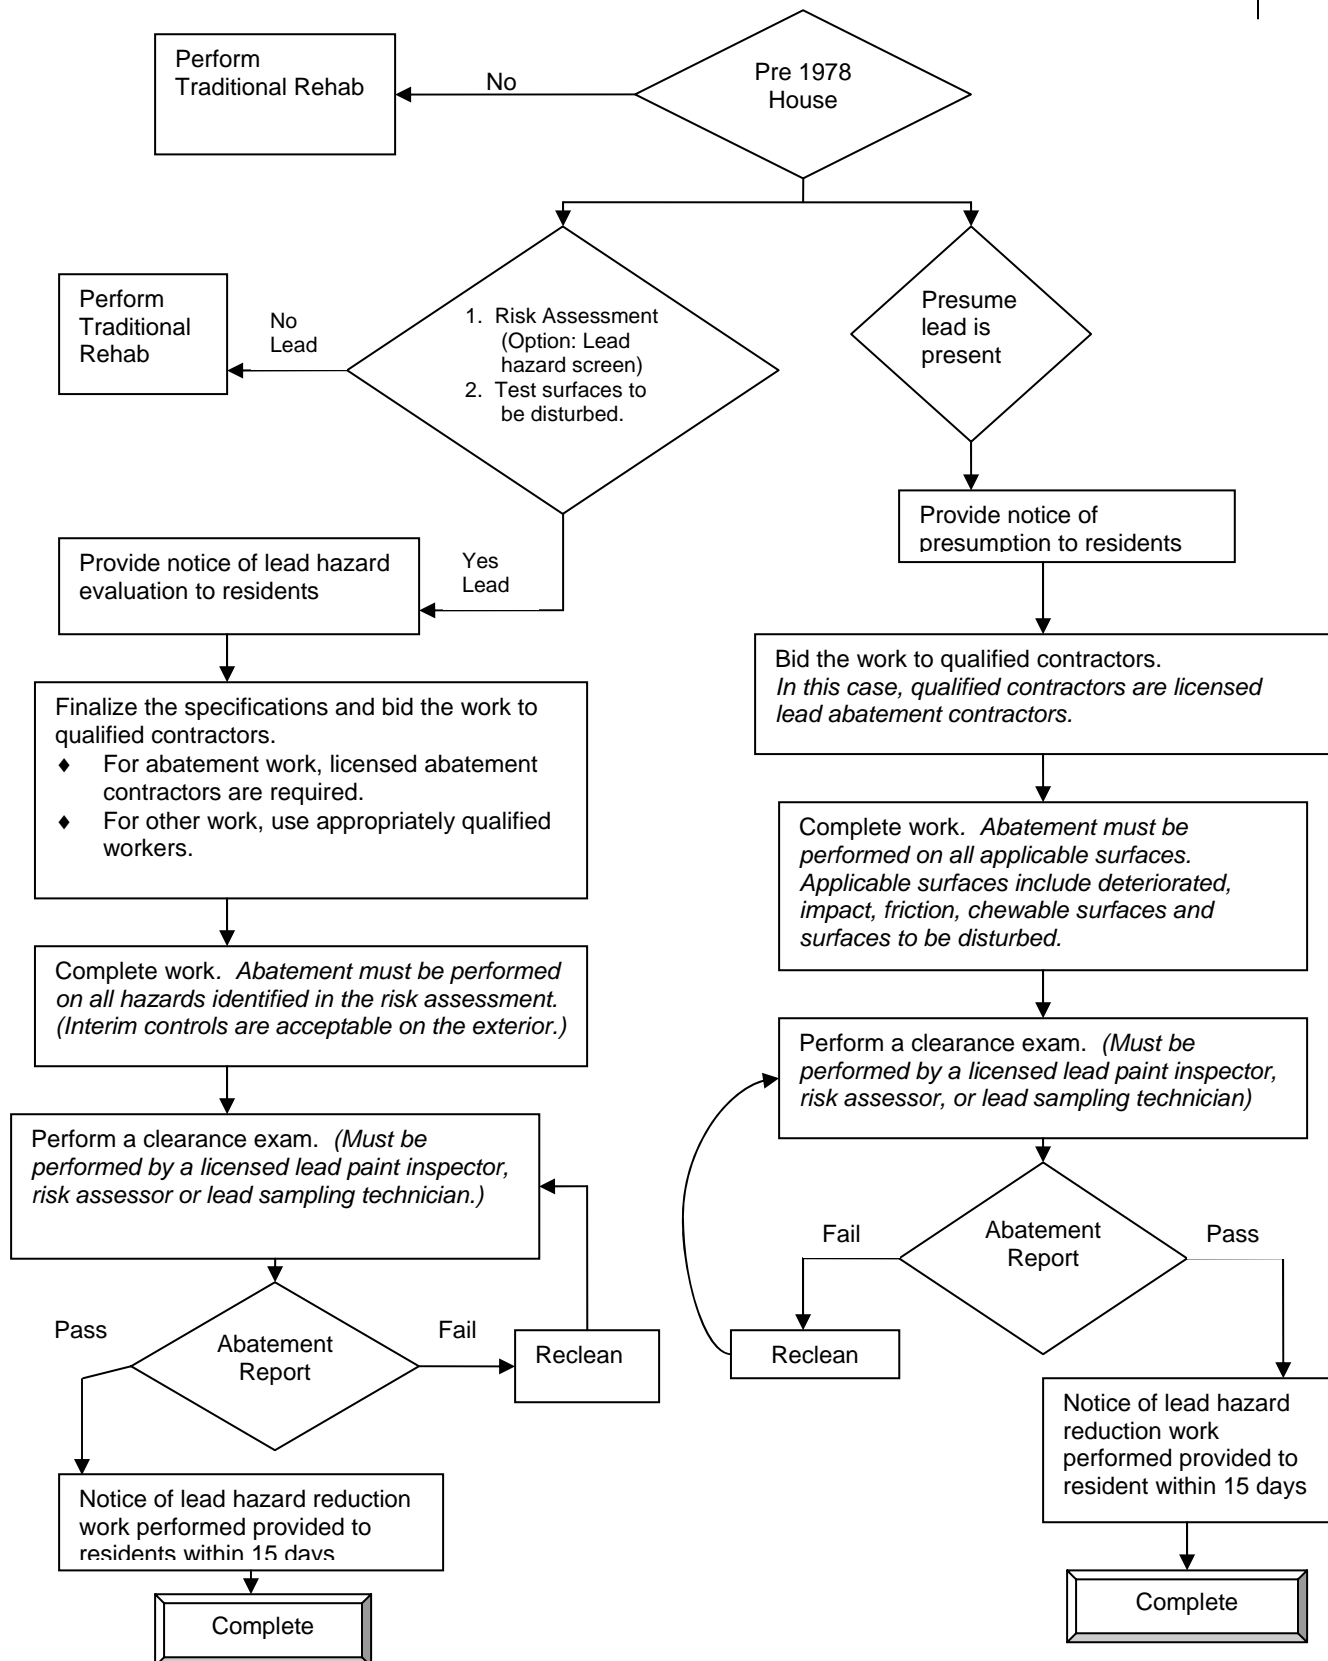 Pre 1978
House
No
Perform
Traditional Rehab
1. Risk Assessment
(Option: Lead
hazard screen)
2. Test surfaces to
be disturbed.
No
Lead
Perform
Traditional
Rehab
Presume
lead is
present
Yes
Lead
Provide notice of lead hazard
evaluation to residents
Finalize the specifications and bid the work to
qualified contractors.
♦ For abatement work, licensed abatement
contractors are required.
♦ For other work, use appropriately qualified
workers.
Complete work. Abatement must be performed
on all hazards identified in the risk assessment.
(Interim controls are acceptable on the exterior.)
Perform a clearance exam. (Must be
performed by a licensed lead paint inspector,
risk assessor or lead sampling technician.)
Abatement
Report
Pass
Fail
Reclean
Notice of lead hazard reduction
work performed provided to
residents within 15 days
Complete
Provide notice of
presumption to residents
Bid the work to qualified contractors.
In this case, qualified contractors are licensed
lead abatement contractors.
Complete work. Abatement must be
performed on all applicable surfaces.
Applicable surfaces include deteriorated,
impact, friction, chewable surfaces and
surfaces to be disturbed.
Perform a clearance exam. (Must be
performed by a licensed lead paint inspector,
risk assessor, or lead sampling technician)
Abatement
Report
Fail
Pass
Reclean
Notice of lead hazard
reduction work
performed provided to
resident within 15 days
Complete